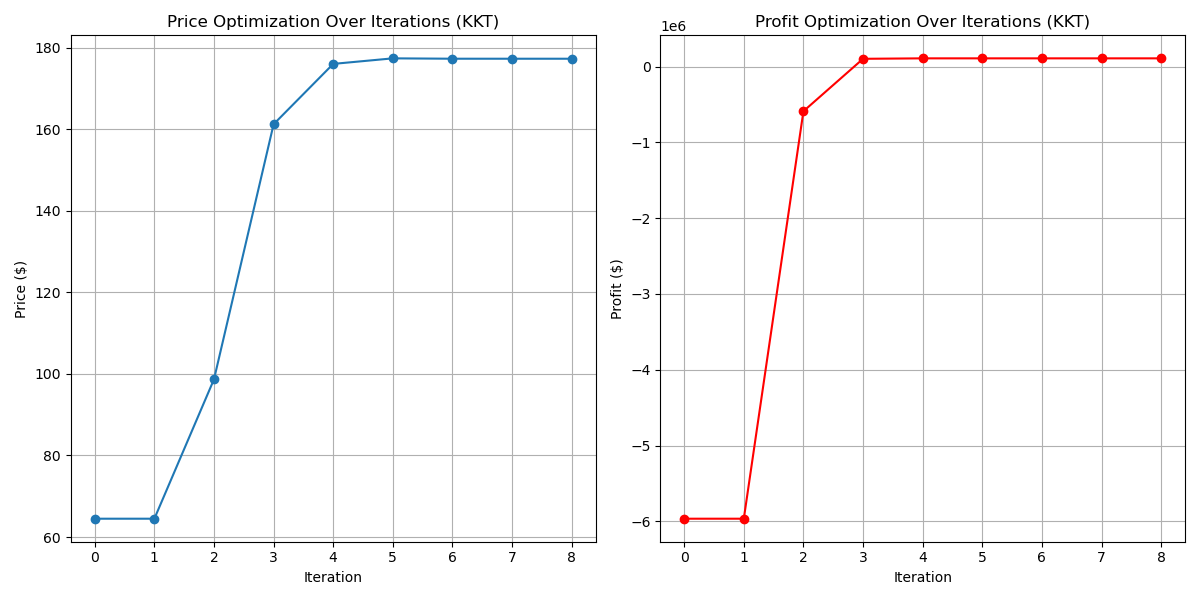 Price Optimization Over Iterations (KKT)
180
160
140
120
100
80
60
Price ($)
0 1 2 3 4 5 6 7 8
Iteration
Profit Optimization Over Iterations (KKT)
1e6
0
−1
−2
−3
−4
−5
−6
Profit ($)
0 1 2 3 4 5 6 7 8
Iteration